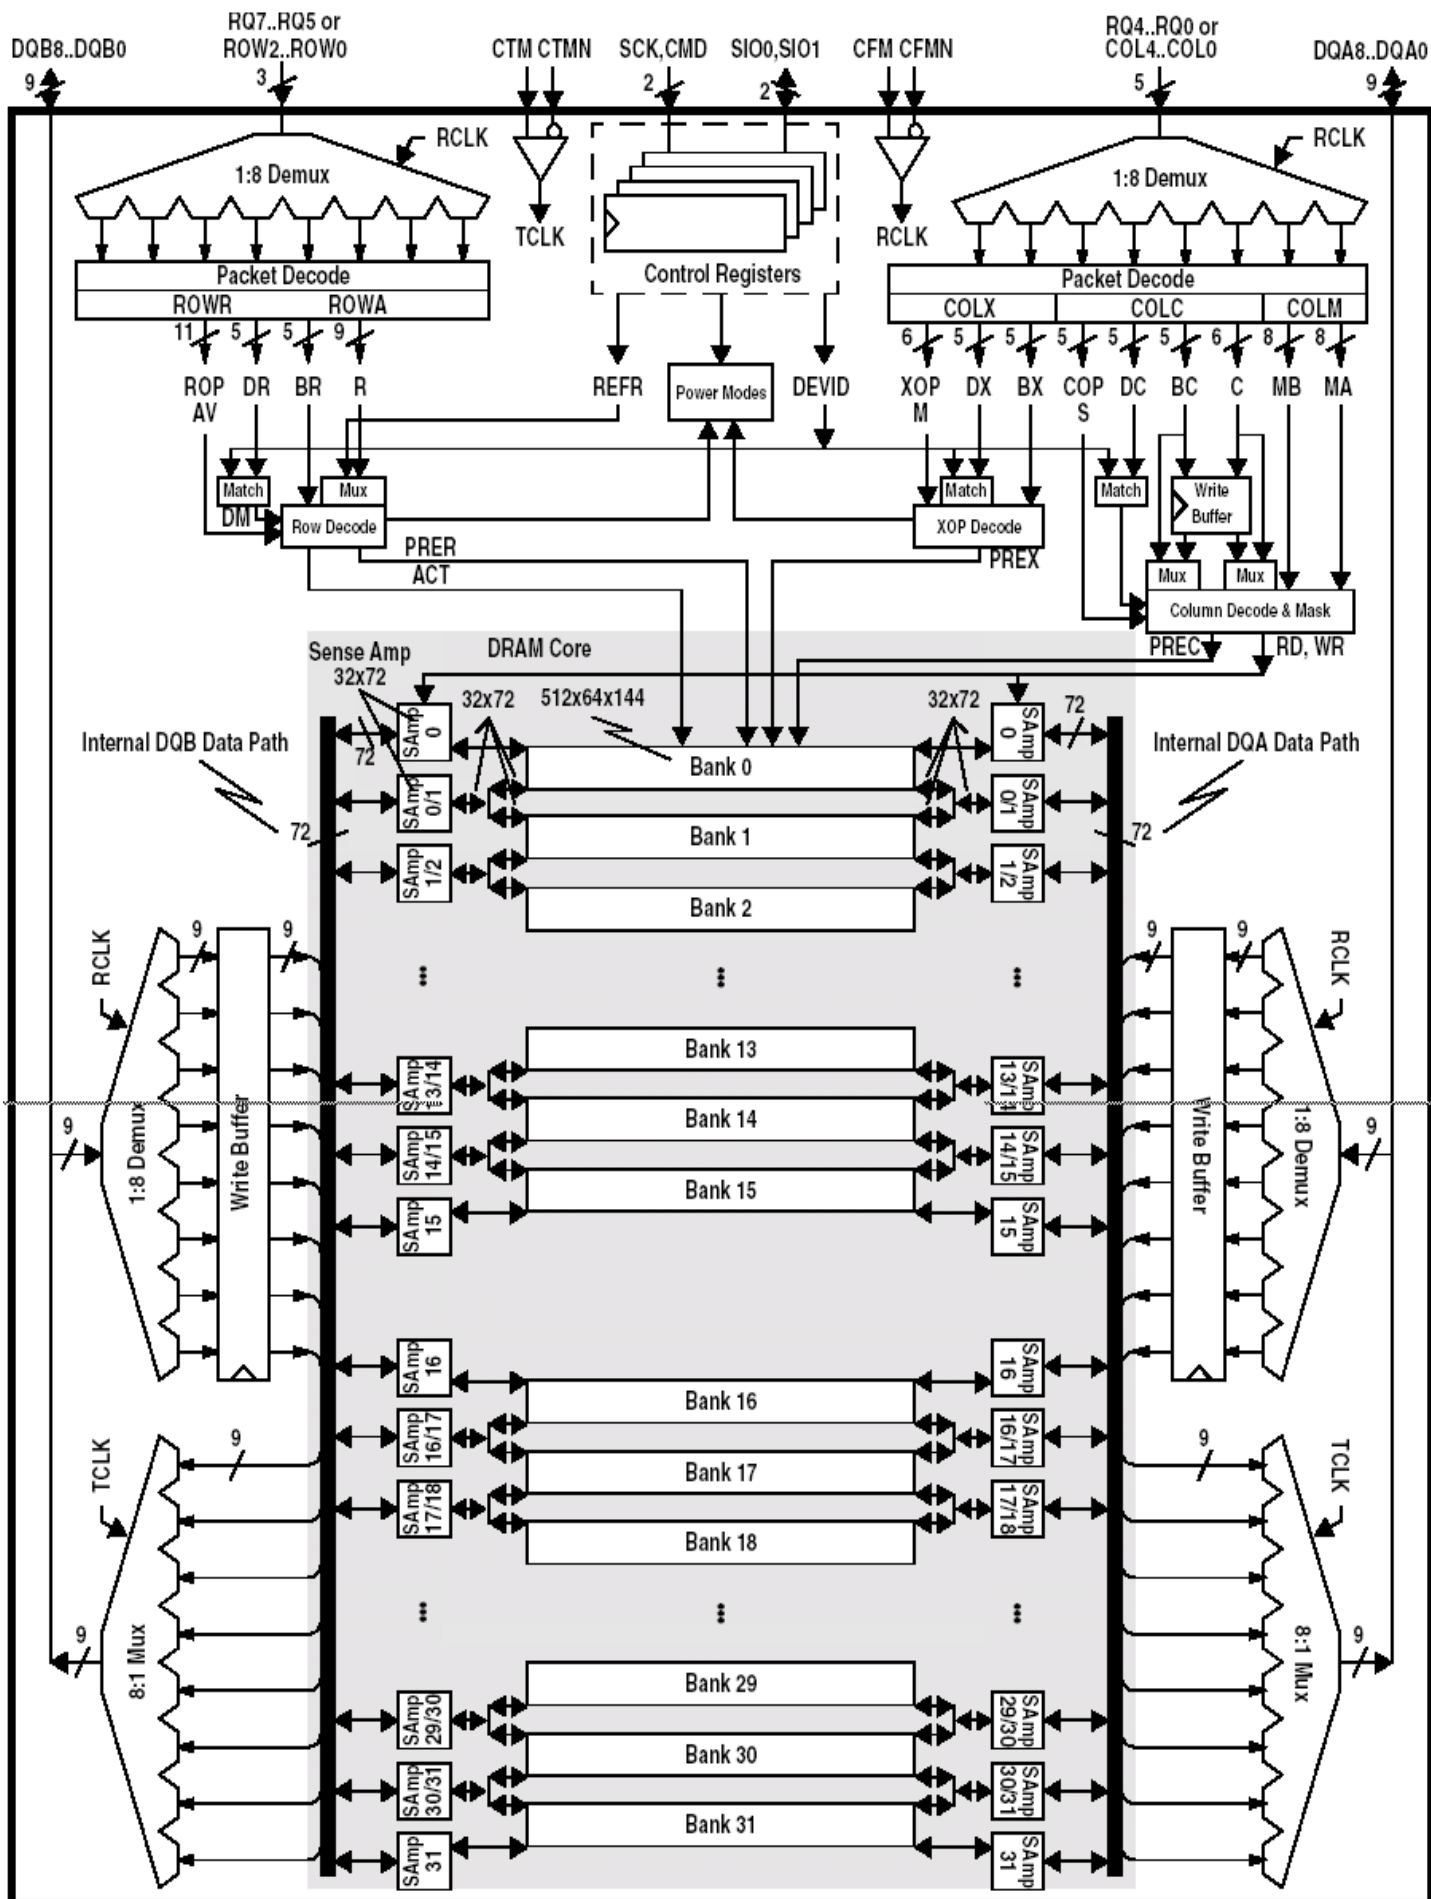 RQ7..RQ5 or
RQ4..RQ0 or
DQB8..DQB0 ROW2..ROW0 CTM CTMN SCK,CMD SIO0,SIO1 CFM CFMN COL4..COL0 DQA8..DQA0
9 3 2 2 5 9
RCLK RCLK
1:8 Demux 1:8 Demux
TCLK RCLK
Control Registers
Packet Decode Packet Decode
ROWR ROWA COLX COLC COLM
11 5 5 9 6 5 5 5 5 5 6 8 8
ROP DR BR R REFR Power Modes DEVID XOP DX BX COP DC BC C MB MA
AV M S
Match Mux Match Match Write
Buffer
DM Row Decode XOP Decode
PRER PREX
ACT Mux Mux
Column Decode & Mask
PREC RD, WR
Sense Amp DRAM Core
32x72 32x72 512x64x144 32x72
SAmp 0 72 SAmp 0 72
Internal DQB Data Path Internal DQA Data Path
Bank 0
SAmp 0/1 SAmp 0/1
72 Bank 1 72
SAmp 1/2 SAmp 1/2
Bank 2
9 9 9 9
RCLK RCLK
... ... ...
Bank 13
SAmp 13/14 SAmp 13/14
Bank 14
9 1:8 Demux Write Buffer Write Buffer 1:8 Demux 9
SAmp 14/15 SAmp 14/15
Bank 15
SAmp 15 SAmp 15
SAmp 16 SAmp 16
Bank 16
SAmp 16/17 SAmp 16/17
9 9
TCLK TCLK
Bank 17
SAmp 17/18 SAmp 17/18
Bank 18
... ... ...
9 8:1 Mux 8:1 Mux 9
Bank 29
SAmp 29/30 SAmp 29/30
Bank 30
SAmp 30/31 SAmp 30/31
Bank 31
SAmp 31 SAmp 31